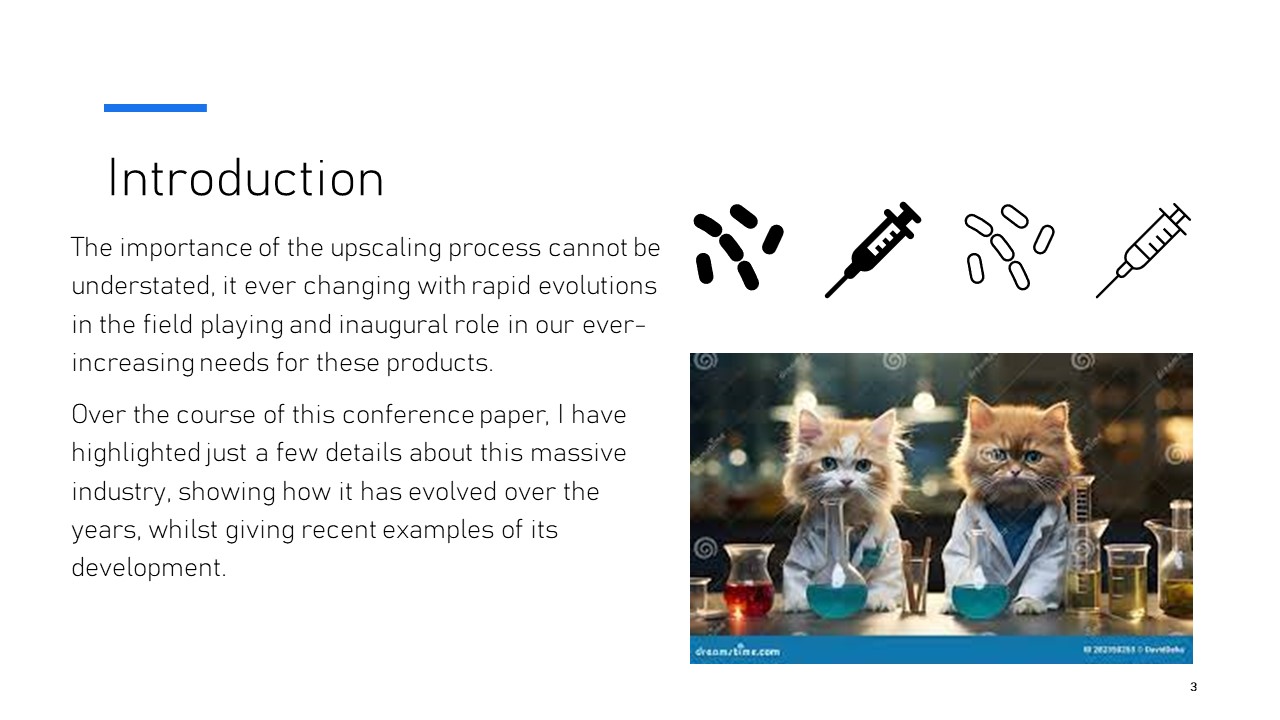 Introduction
The importance of the upscaling process cannot be
understated, it ever changing with rapid evolutions
in the field playing and inaugural role in our ever-
increasing needs for these products.
Over the course of this conference paper, I have
highlighted just a few details about this massive
industry, showing how it has evolved over the
years, whilst giving recent examples of its
development.
dreamstime.com
3